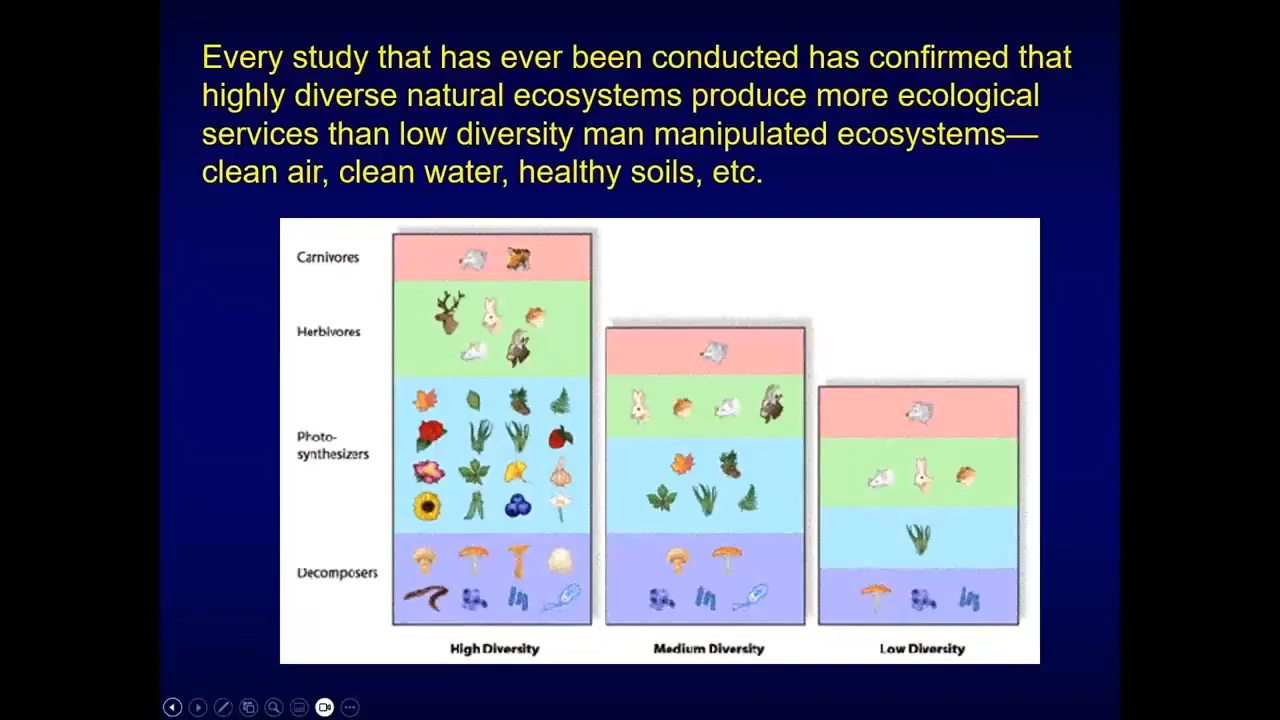 Every study that has ever been conducted has confirmed that
highly diverse natural ecosystems produce more ecological
services than low diversity man manipulated ecosystems—
clean air, clean water, healthy soils, etc.
Carnivores
Herbivores
Photo-
synthesizers
Decomposers
High Diversity
Medium Diversity
Low Diversity